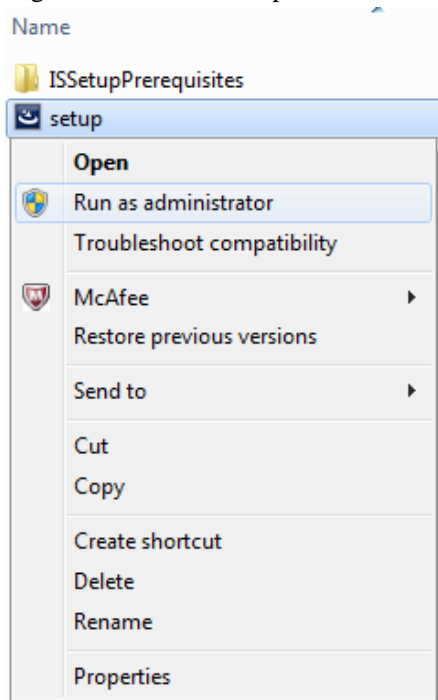 Name
ISSetupPrerequisites
setup
Open
Run as administrator
Troubleshoot compatibility
McAfee
Restore previous versions
Send to
Cut
Copy
Create shortcut
Delete
Rename
Properties